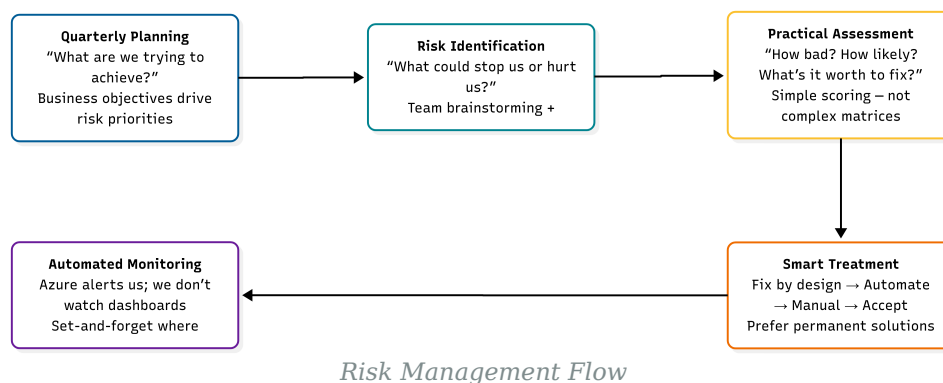 Quarterly Planning
“What are we trying to
achieve?”
Business objectives drive
risk priorities
Risk Identification
“What could stop us or hurt
us?”
Team brainstorming +
Practical Assessment
“How bad? How likely?
What’s it worth to fix?”
Simple scoring — not
complex matrices
Smart Treatment
Fix by design → Automate
→ Manual → Accept
Prefer permanent solutions
Automated Monitoring
Azure alerts us; we don’t
watch dashboards
Set-and-forget where
Risk Management Flow